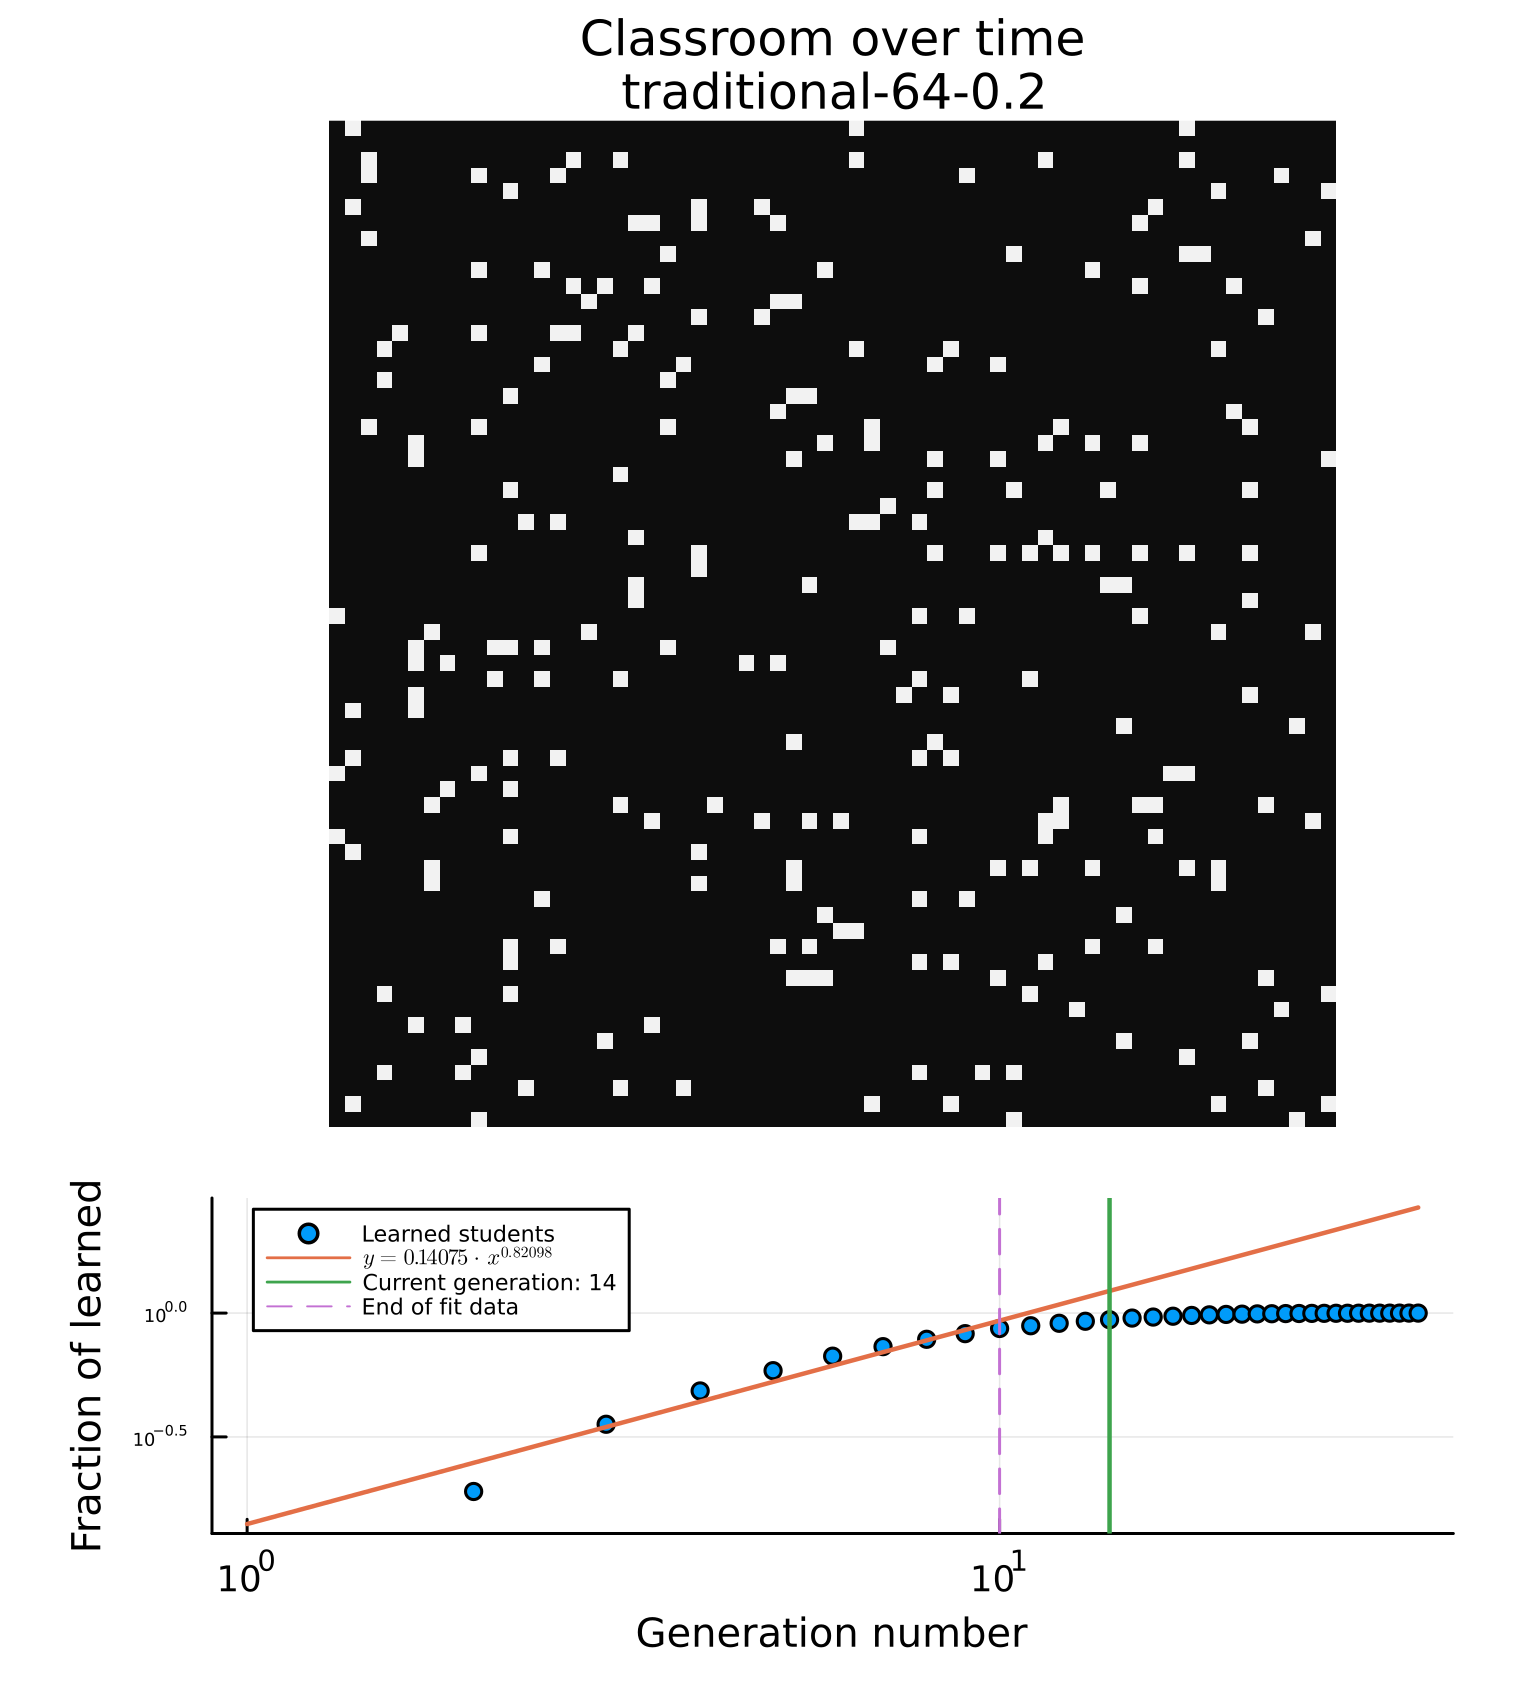 Classroom over time
traditional-64-0.2
Fraction of learned
Learned students
y = 0.14075 · x^0.82098
Current generation: 14
End of fit data
10^0.0
10^−0.5
10^0 10^1
Generation number